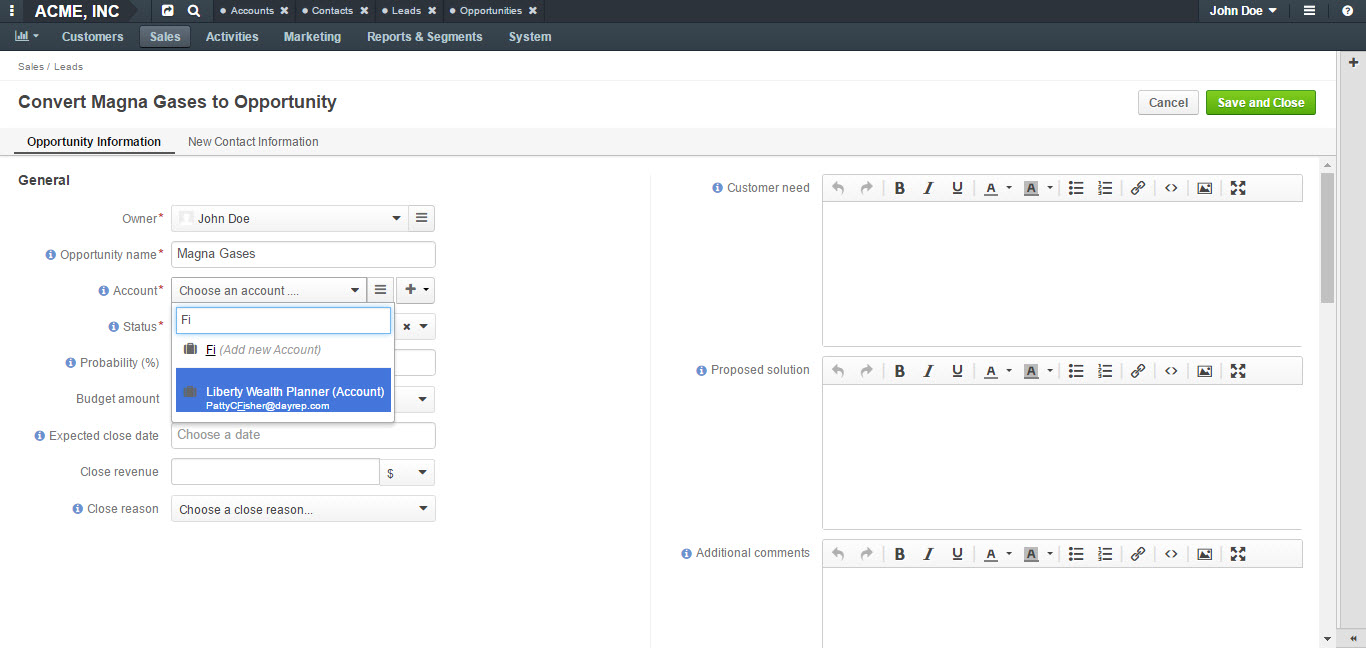 ACME, INC
• Accounts ✖ • Contacts ✖ • Leads ✖ • Opportunities ✖
John Doe
Customers Sales Activities Marketing Reports & Segments System
Sales / Leads
Convert Magna Gases to Opportunity
Cancel Save and Close
Opportunity Information New Contact Information
General
Owner* John Doe
Opportunity name* Magna Gases
Account* Choose an account ....
Fi
Status*
Fi (Add new Account)
Probability (%)
Liberty Wealth Planner (Account)
PattyCFisher@dayrep.com
Budget amount
Expected close date Choose a date
Close revenue $
Close reason Choose a close reason...
Customer need
B I U A A
Proposed solution
B I U A A
Additional comments
B I U A A